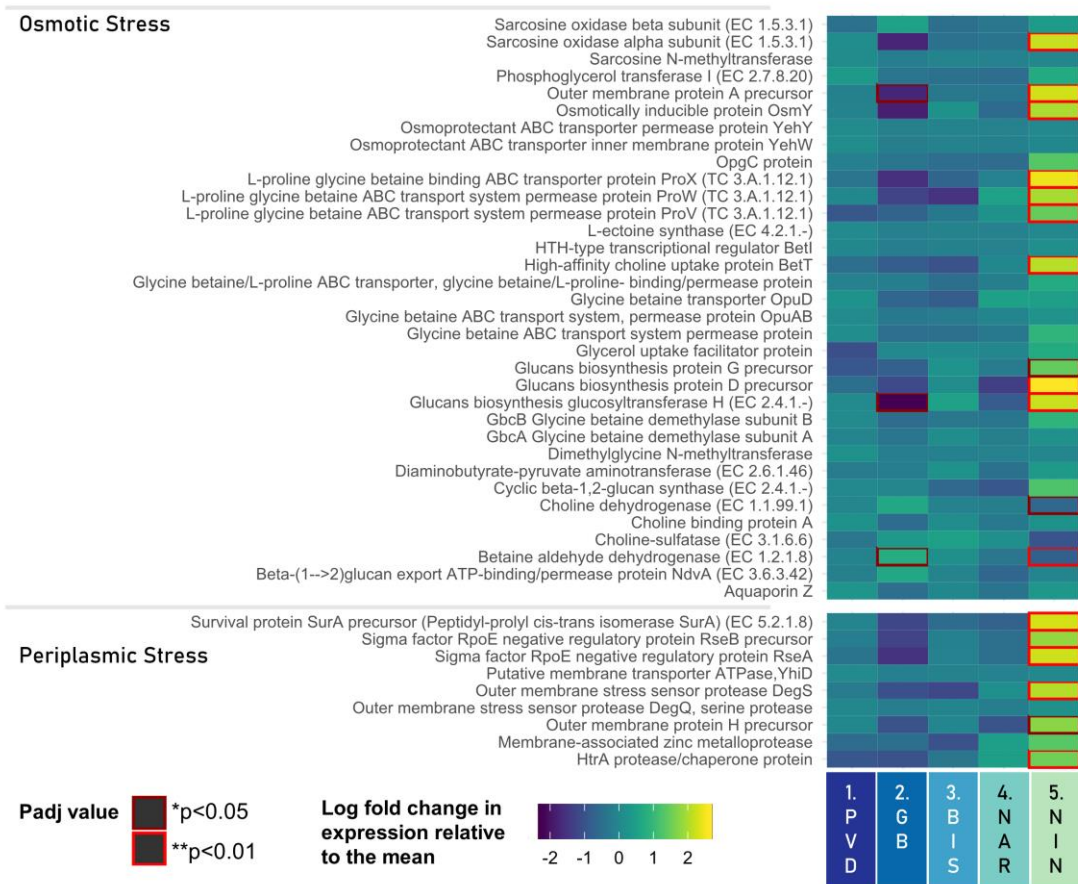 Osmotic Stress
Sarcosine oxidase beta subunit (EC 1.5.3.1)
Sarcosine oxidase alpha subunit (EC 1.5.3.1)
Sarcosine N-methyltransferase
Phosphoglycerol transferase I (EC 2.7.8.20)
Outer membrane protein A precursor
Osmotically inducible protein OsmY
Osmoprotectant ABC transporter permease protein YehY
Osmoprotectant ABC transporter inner membrane protein YehW
OpgC protein
L-proline glycine betaine binding ABC transporter protein ProX (TC 3.A.1.12.1)
L-proline glycine betaine ABC transport system permease protein ProW (TC 3.A.1.12.1)
L-proline glycine betaine ABC transport system permease protein ProV (TC 3.A.1.12.1)
L-ectoine synthase (EC 4.2.1.-)
HTH-type transcriptional regulator BetI
High-affinity choline uptake protein BetT
Glycine betaine/L-proline ABC transporter, glycine betaine/L-proline- binding/permease protein
Glycine betaine transporter OpuD
Glycine betaine ABC transport system, permease protein OpuAB
Glycine betaine ABC transport system permease protein
Glycerol uptake facilitator protein
Glucans biosynthesis protein G precursor
Glucans biosynthesis protein D precursor
Glucans biosynthesis glucosyltransferase H (EC 2.4.1.-)
GbcB Glycine betaine demethylase subunit B
GbcA Glycine betaine demethylase subunit A
Dimethylglycine N-methyltransferase
Diaminobutyrate-pyruvate aminotransferase (EC 2.6.1.46)
Cyclic beta-1,2-glucan synthase (EC 2.4.1.-)
Choline dehydrogenase (EC 1.1.99.1)
Choline binding protein A
Choline-sulfatase (EC 3.1.6.6)
Betaine aldehyde dehydrogenase (EC 1.2.1.8)
Beta-(1-->2)glucan export ATP-binding/permease protein NdvA (EC 3.6.3.42)
Aquaporin Z
Periplasmic Stress
Survival protein SurA precursor (Peptidyl-prolyl cis-trans isomerase SurA) (EC 5.2.1.8)
Sigma factor RpoE negative regulatory protein RseB precursor
Sigma factor RpoE negative regulatory protein RseA
Putative membrane transporter ATPase,YhiD
Outer membrane stress sensor protease DegS
Outer membrane stress sensor protease DegQ, serine protease
Outer membrane protein H precursor
Membrane-associated zinc metalloprotease
HtrA protease/chaperone protein
Padj value
*p<0.05
**p<0.01
Log fold change in
expression relative
to the mean
-2 -1 0 1 2
1. PVD
2. GB
3. BIS
4. NAR
5. NIN